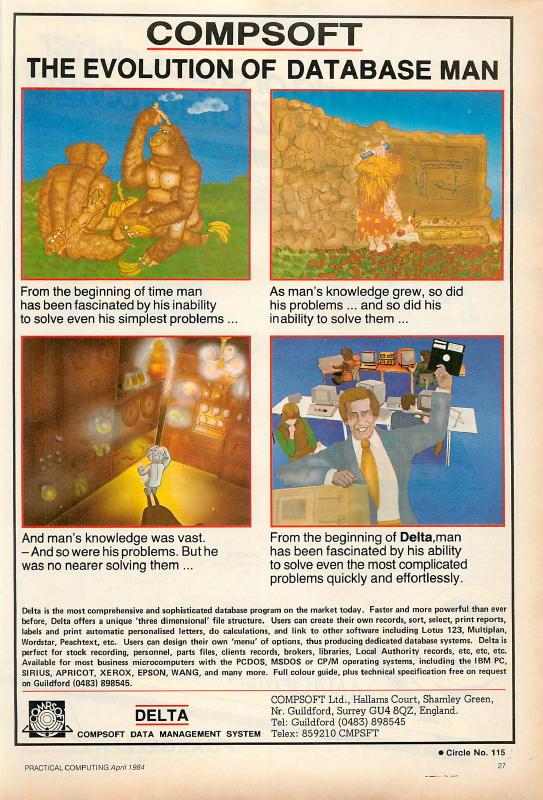 COMPSOFT
THE EVOLUTION OF DATABASE MAN
From the beginning of time man
has been fascinated by his inability
to solve even his simplest problems ...
As man's knowledge grew, so did
his problems ... and so did his
inability to solve them ...
And man's knowledge was vast.
– And so were his problems. But he
was no nearer solving them ...
From the beginning of Delta,man
has been fascinated by his ability
to solve even the most complicated
problems quickly and effortlessly.
Delta is the most comprehensive and sophisticated database program on the market today. Faster and more powerful than ever
before, Delta offers a unique 'three dimensional' file structure. Users can create their own records, sort, select, print reports,
labels and print automatic personalised letters, do calculations, and link to other software including Lotus 123, Multiplan,
Wordstar, Peachtext, etc. Users can design their own 'menu' of options, thus producing dedicated database systems. Delta is
perfect for stock recording, personnel, parts files, clients records, brokers, libraries, Local Authority records, etc, etc, etc.
Available for most business microcomputers with the PCDOS, MSDOS or CP/M operating systems, including the IBM PC,
SIRIUS, APRICOT, XEROX, EPSON, WANG, and many more. Full colour guide, plus technical specification free on request
on Guildford (0483) 898545.
DELTA
COMPSOFT DATA MANAGEMENT SYSTEM
COMPSOFT Ltd., Hallams Court, Shamley Green,
Nr. Guildford, Surrey GU4 8QZ, England.
Tel: Guildford (0483) 898545
Telex: 859210 CMPSFT
● Circle No. 115
PRACTICAL COMPUTING April 1984
27